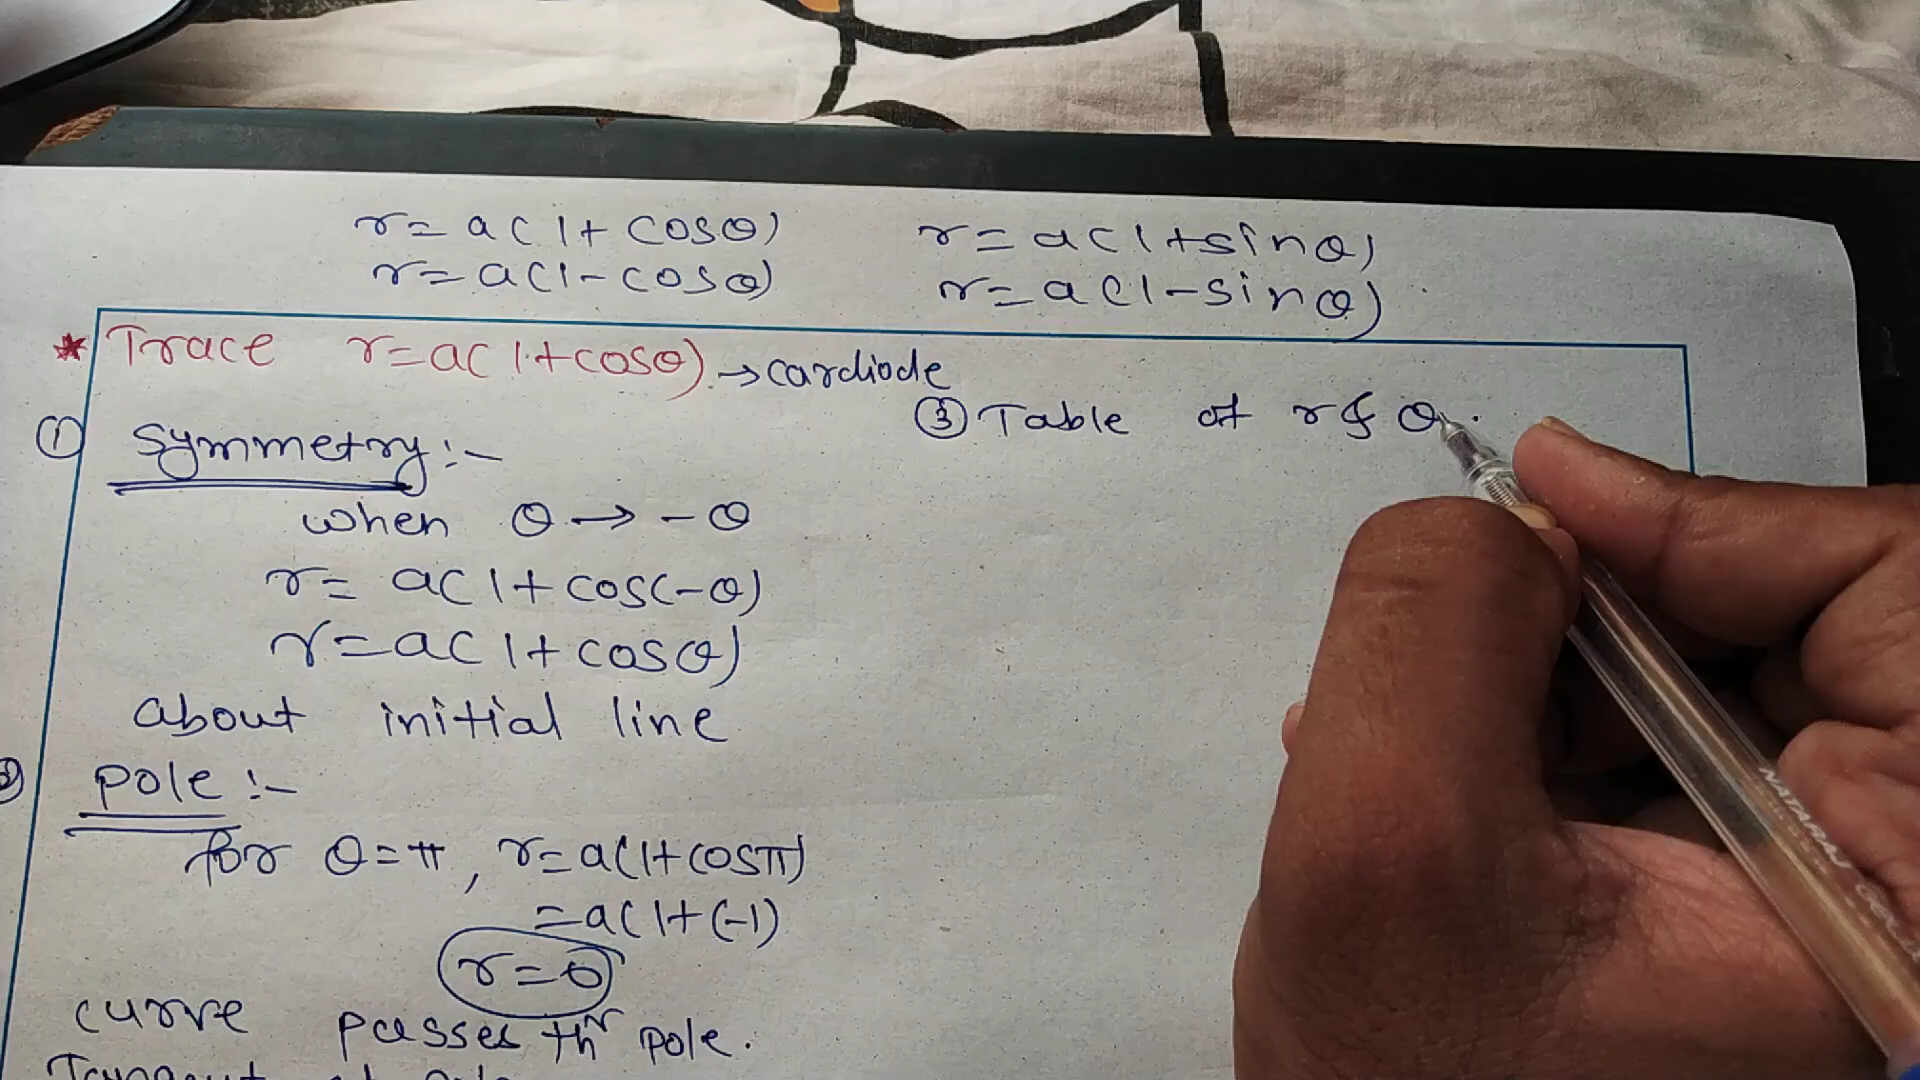 r = a(1 + cosθ)
r = a(1 - cosθ)
r = a(1 + sinθ)
r = a(1 - sinθ)
* Trace r = a(1 + cosθ). → cardiode
① Symmetry :-
when θ → -θ
r = a(1 + cos(-θ)
r = a(1 + cosθ)
about initial line
② pole :-
for θ = π, r = a(1 + cosπ)
= a(1 + (-1)
r = 0
curve passes thr pole.
③ Table of r & θ.
NATARAJ